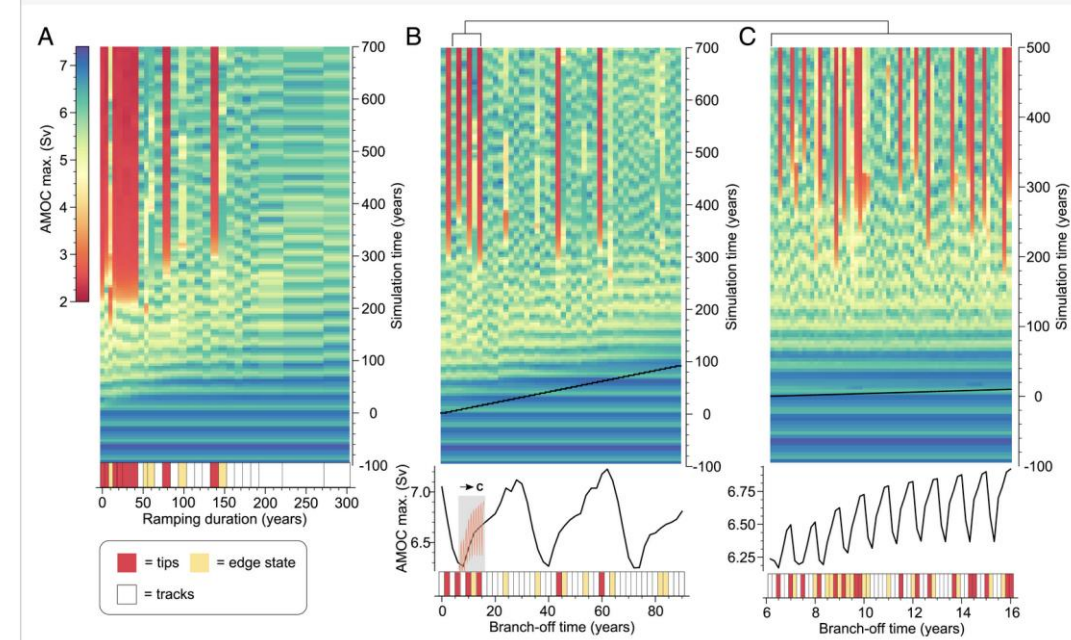 A
B
C
7
6
5
4
3
2
AMOC max. (Sv)
700
600
500
400
300
200
100
0
-100
Simulation time (years)
0 50 100 150 200 250 300
Ramping duration (years)
= tips = edge state
= tracks
700
600
500
400
300
200
100
0
-100
Simulation time (years)
7.0
6.5
AMOC max. (Sv)
c
0 20 40 60 80
Branch-off time (years)
500
400
300
200
100
0
-100
Simulation time (years)
6.75
6.50
6.25
6 8 10 12 14 16
Branch-off time (years)